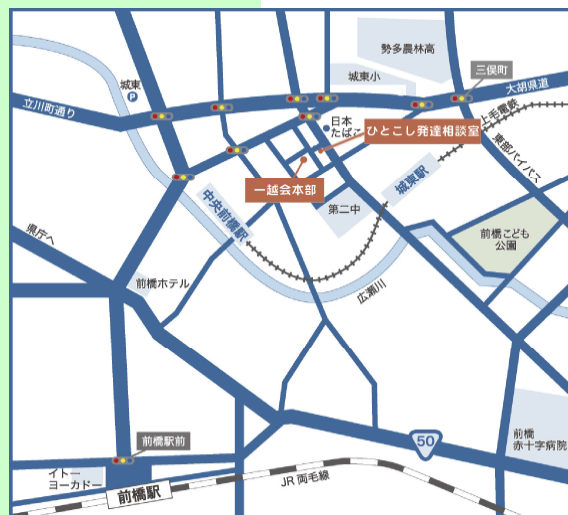 勢多農林高
三俣町
城東小
城東
P
大胡県道
立川町通り
上毛電鉄
日本
たばこ
ひとこし発達相談室
東部バイパス
一越会本部
城東駅
中央前橋駅
第二中
県庁へ
前橋こども
公園
前橋ホテル
広瀬川
50
前橋
赤十字病院
前橋駅前
イトー
ヨーカドー
前橋駅
JR 両毛線